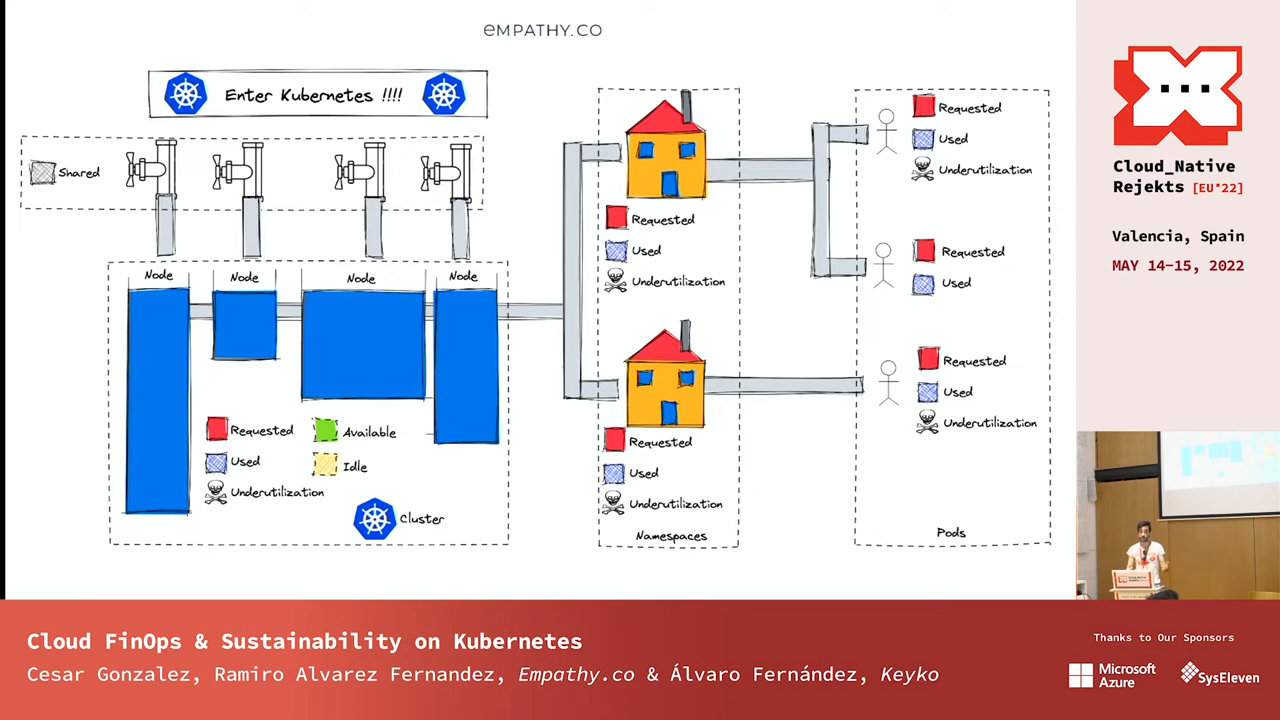 eMPATHY.CO
Enter Kubernetes !!!!
Shared
Node
Node
Node
Node
Requested
Used
Underutilization
Available
Idle
Cluster
Requested
Used
Underutilization
Requested
Used
Underutilization
Namespaces
Requested
Used
Underutilization
Requested
Used
Requested
Used
Underutilization
Pods
Cloud_Native
Rejekts [EU*22]
Valencia, Spain
MAY 14-15, 2022
Cloud FinOps & Sustainability on Kubernetes
Cesar Gonzalez, Ramiro Alvarez Fernandez, Empathy.co & Álvaro Fernández, Keyko
Thanks to Our Sponsors
Microsoft
Azure
SysEleven